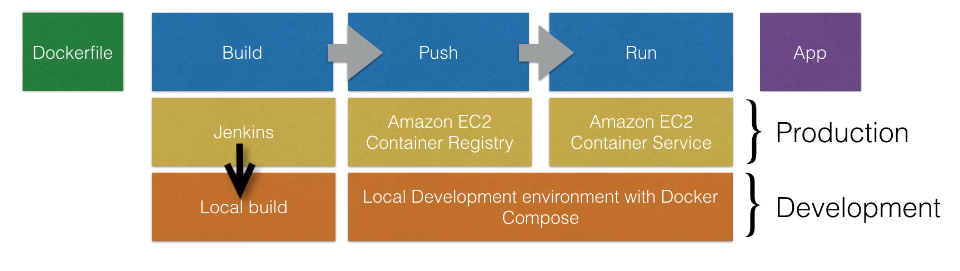 Dockerfile
Build
Push
Run
App
Jenkins
Amazon EC2
Container Registry
Amazon EC2
Container Service
Production
Local build
Local Development environment with Docker
Compose
Development